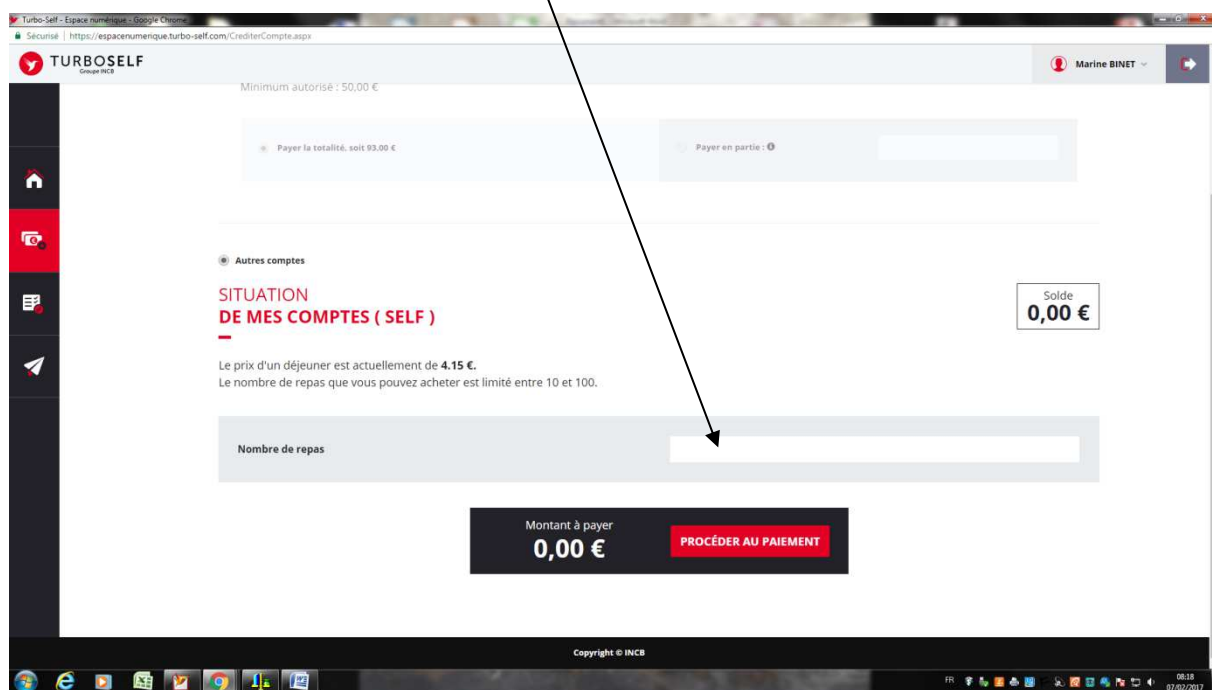 Turbo-Self - Espace numérique - Google Chrome
Sécurisé | https://espacenumerique.turbo-self.com/CrediterCompte.aspx
TURBOSELF
Groupe INCB
Marine BINET
Minimum autorisé : 50,00 €
Payer la totalité, soit 93,00 €
Payer en partie :
Autres comptes
SITUATION
DE MES COMPTES ( SELF )
Solde
0,00 €
Le prix d'un déjeuner est actuellement de 4.15 €.
Le nombre de repas que vous pouvez acheter est limité entre 10 et 100.
Nombre de repas
Montant à payer
0,00 €
PROCÉDER AU PAIEMENT
Copyright © INCB
FR
08:18
07/02/2017